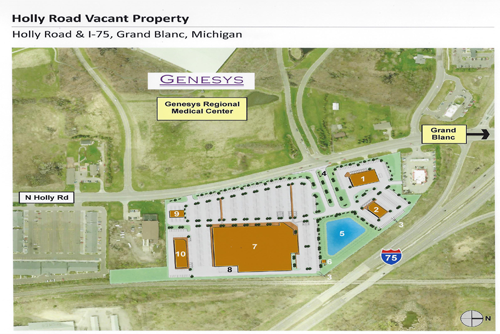 Holly Road Vacant Property
Holly Road & I-75, Grand Blanc, Michigan
GENESYS
Genesys Regional
Medical Center
Grand
Blanc
N Holly Rd
1
2
3
4
5
6
7
8
9
10
75
N